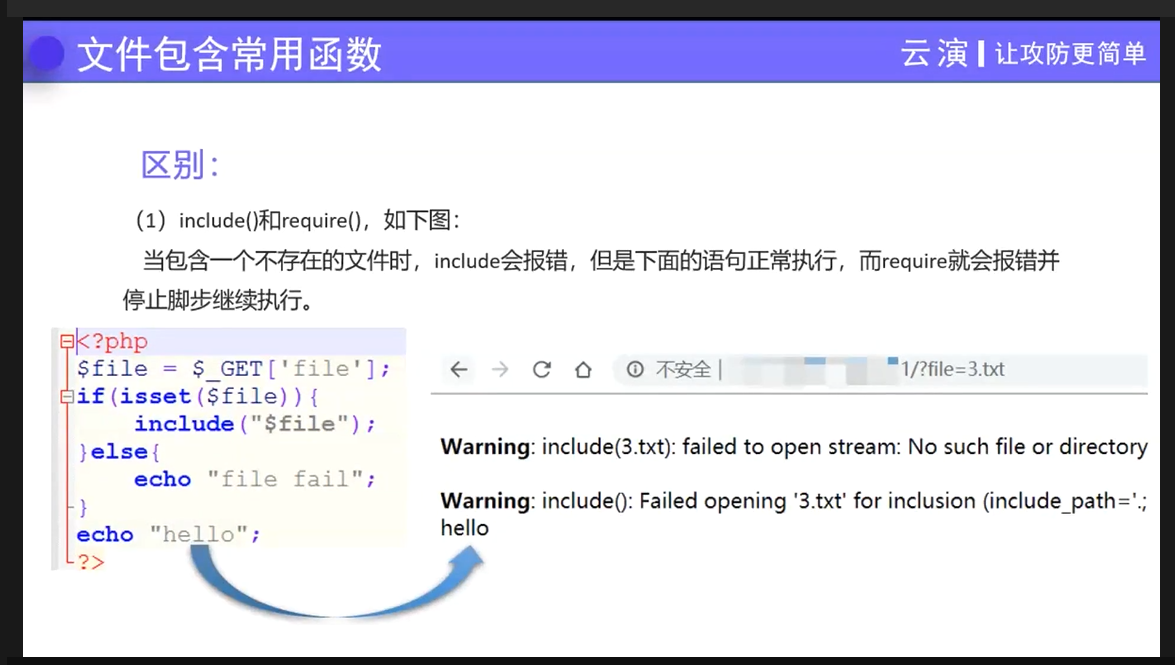 文件包含常用函数
云演 | 让攻防更简单
区别：
（1）include()和require()，如下图：
当包含一个不存在的文件时，include会报错，但是下面的语句正常执行，而require就会报错并
停止脚步继续执行。
<?php
$file = $_GET['file'];
if(isset($file)){
include("$file");
}else{
echo "file fail";
}
echo "hello";
?>
不安全 | 1/?file=3.txt
Warning: include(3.txt): failed to open stream: No such file or directory
Warning: include(): Failed opening '3.txt' for inclusion (include_path='.;
hello